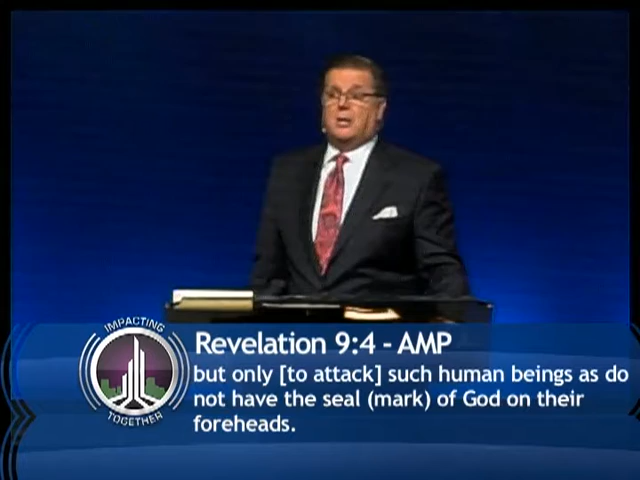 Revelation 9:4 - AMP
but only [to attack] such human beings as do
not have the seal (mark) of God on their
foreheads.
IMPACTING
TOGETHER